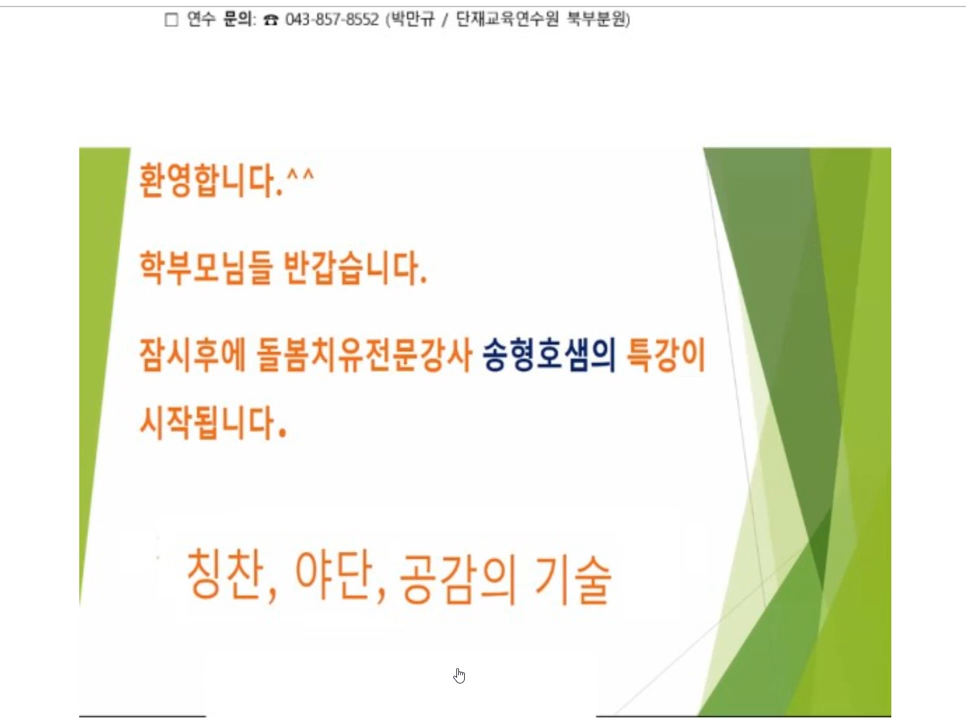 □ 연수 문의: ☎ 043-857-8552 (박만규 / 단재교육연수원 북부분원)
환영합니다.^^
학부모님들 반갑습니다.
잠시후에 돌봄치유전문강사 송형호샘의 특강이
시작됩니다.
칭찬, 야단, 공감의 기술